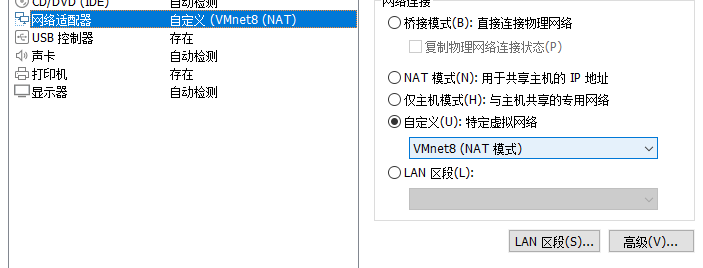 CD/DVD (IDE) 自动检测
网络适配器 自定义 (VMnet8 (NAT)
USB 控制器 存在
声卡 自动检测
打印机 存在
显示器 自动检测
网络连接
桥接模式(B): 直接连接物理网络
复制物理网络连接状态(P)
NAT 模式(N): 用于共享主机的 IP 地址
仅主机模式(H): 与主机共享的专用网络
自定义(U): 特定虚拟网络
VMnet8 (NAT 模式)
LAN 区段(L):
LAN 区段(S)...
高级(V)...